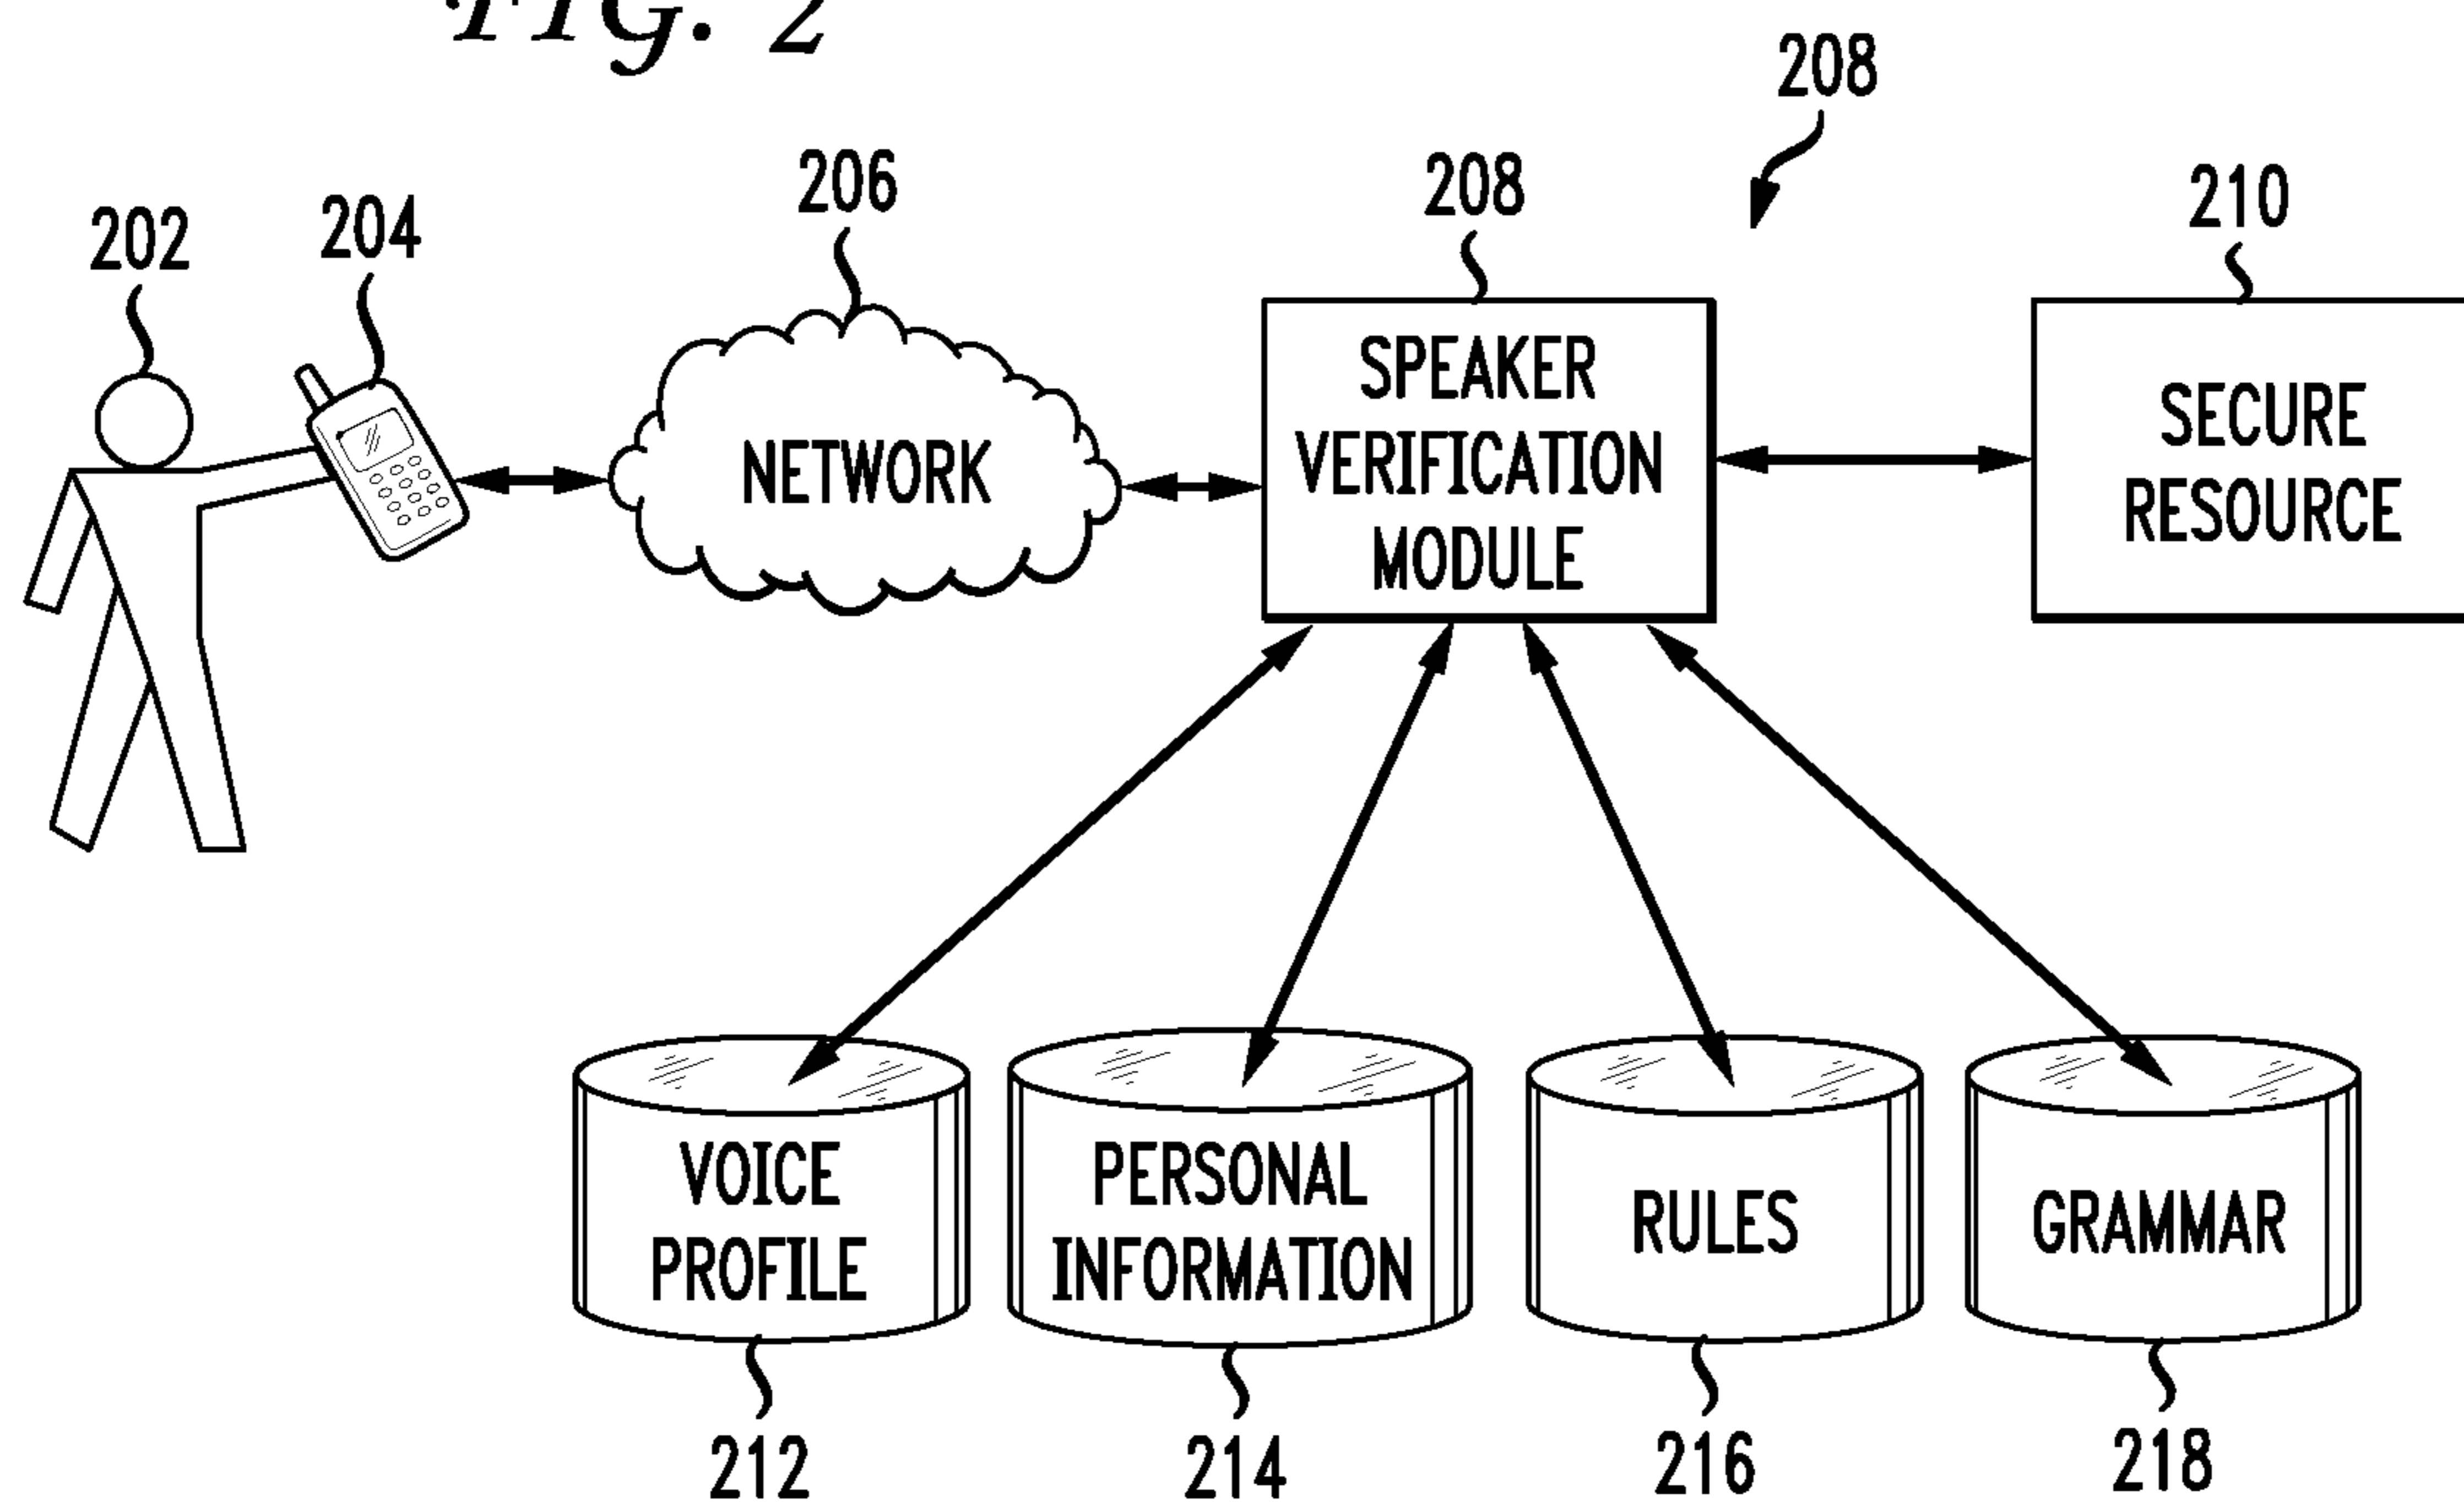 FIG. 2
208
206
208
210
202
204
SPEAKER
VERIFICATION
MODULE
SECURE
RESOURCE
NETWORK
VOICE
PROFILE
PERSONAL
INFORMATION
RULES
GRAMMAR
212
214
216
218